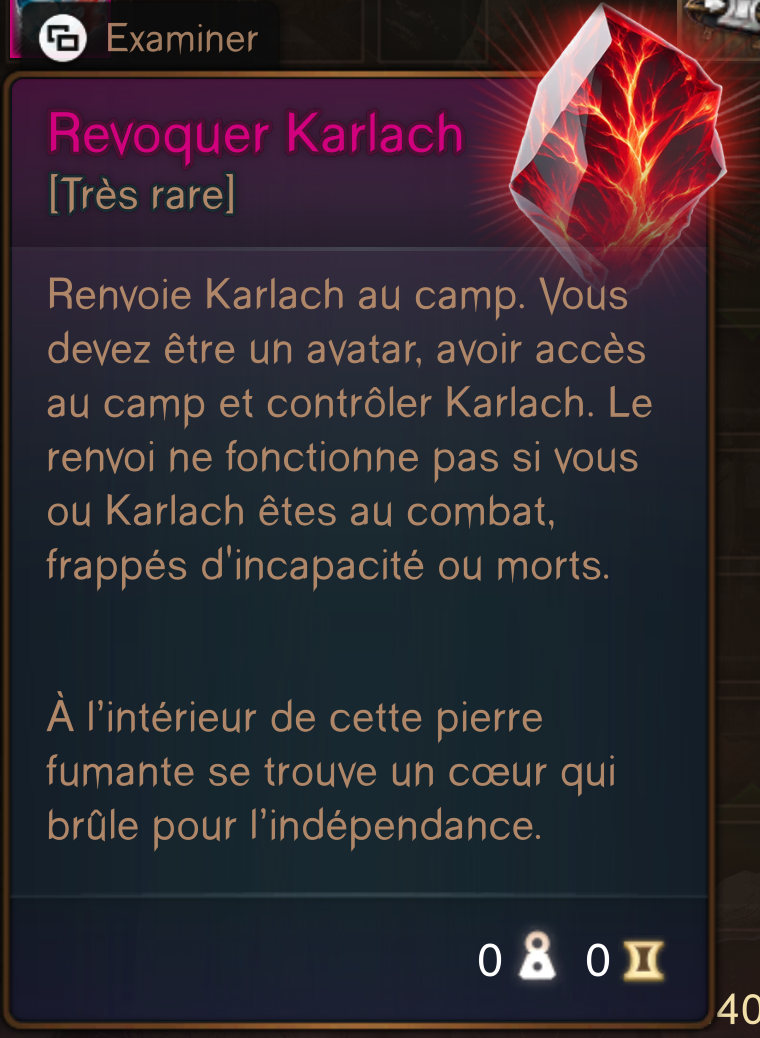 Examiner
Revoquer Karlach
[Très rare]
Renvoie Karlach au camp. Vous
devez être un avatar, avoir accès
au camp et contrôler Karlach. Le
renvoi ne fonctionne pas si vous
ou Karlach êtes au combat,
frappés d'incapacité ou morts.
À l’intérieur de cette pierre
fumante se trouve un cœur qui
brûle pour l’indépendance.
0 0
40